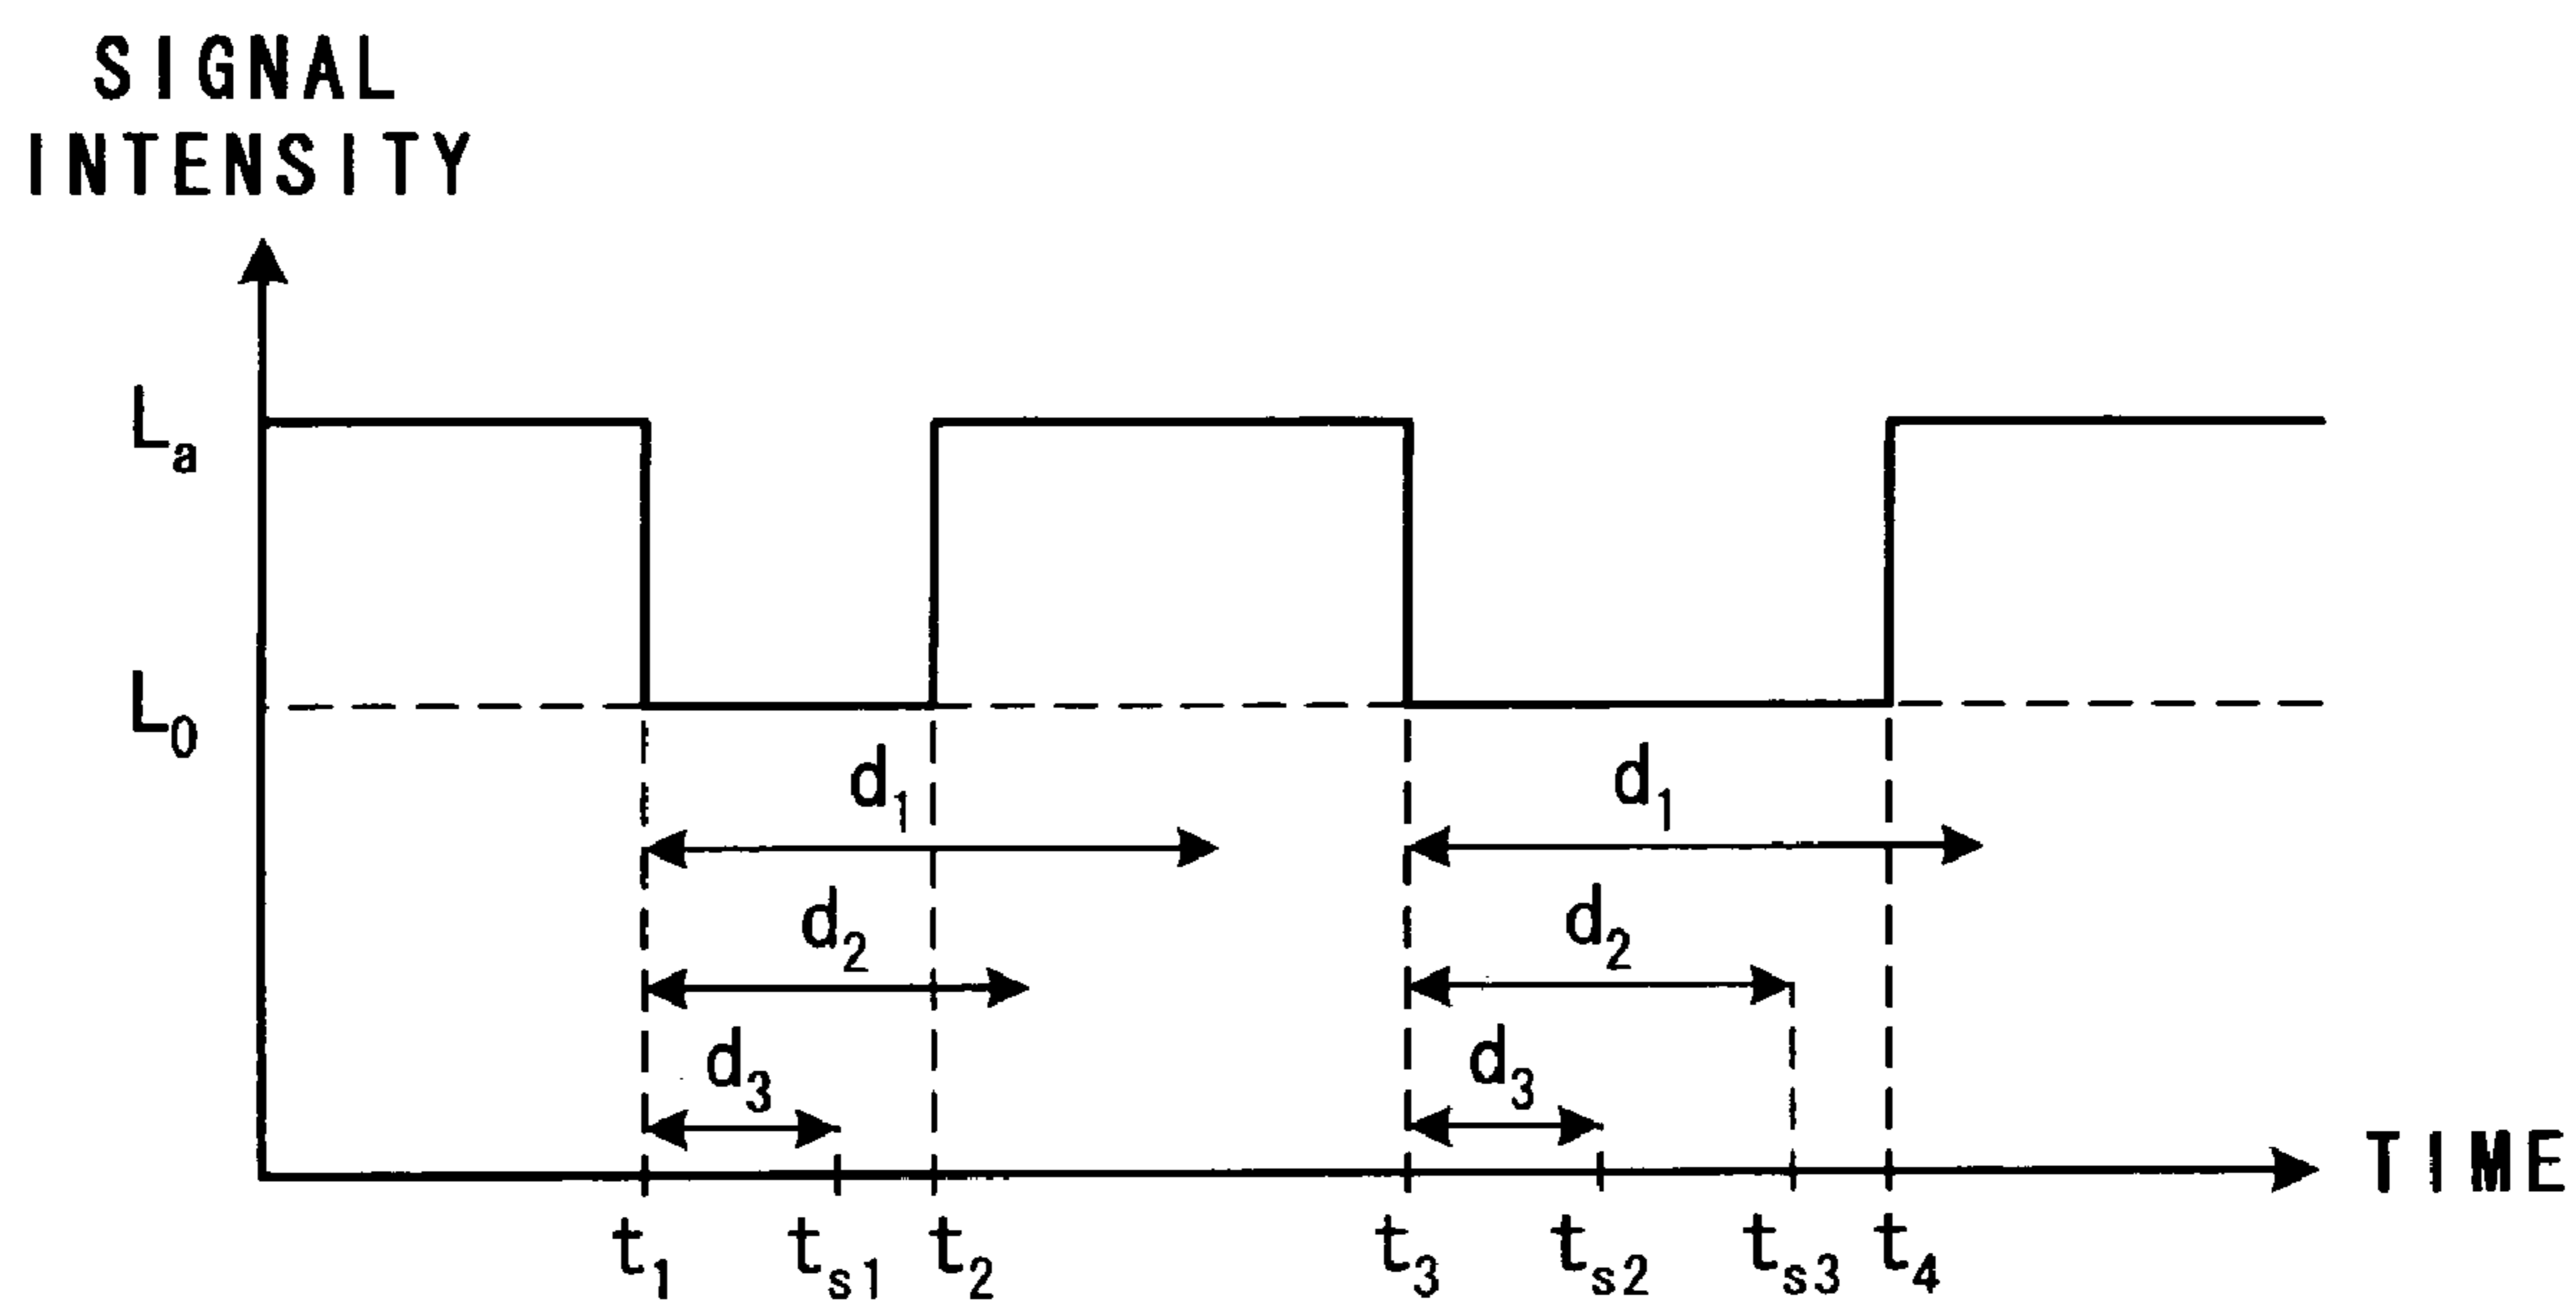 SIGNAL
INTENSITY
Lₐ
L₀
d₁ d₁
d₂ d₂
d₃ d₃
t₁ tₛ₁ t₂ t₃ tₛ₂ tₛ₃ t₄
TIME